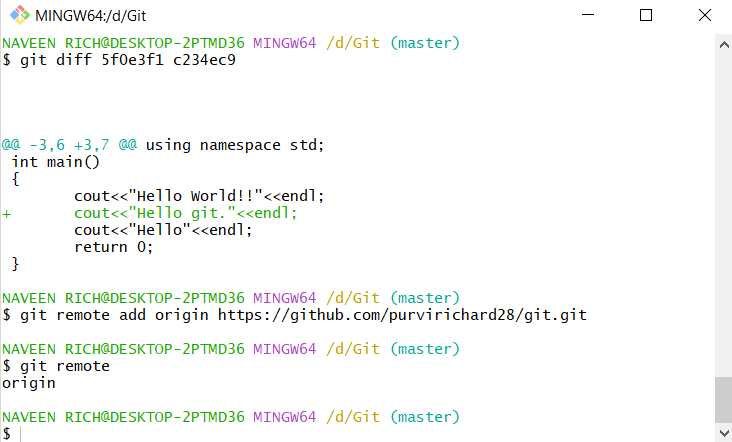 MINGW64:/d/Git
NAVEEN RICH@DESKTOP-2PTMD36 MINGW64 /d/Git (master)
$ git diff 5f0e3f1 c234ec9
@@ -3,6 +3,7 @@ using namespace std;
 int main()
 {
        cout<<"Hello World!!"<<endl;
+       cout<<"Hello git."<<endl;
        cout<<"Hello"<<endl;
        return 0;
 }
NAVEEN RICH@DESKTOP-2PTMD36 MINGW64 /d/Git (master)
$ git remote add origin https://github.com/purvirichard28/git.git
NAVEEN RICH@DESKTOP-2PTMD36 MINGW64 /d/Git (master)
$ git remote
origin
NAVEEN RICH@DESKTOP-2PTMD36 MINGW64 /d/Git (master)
$